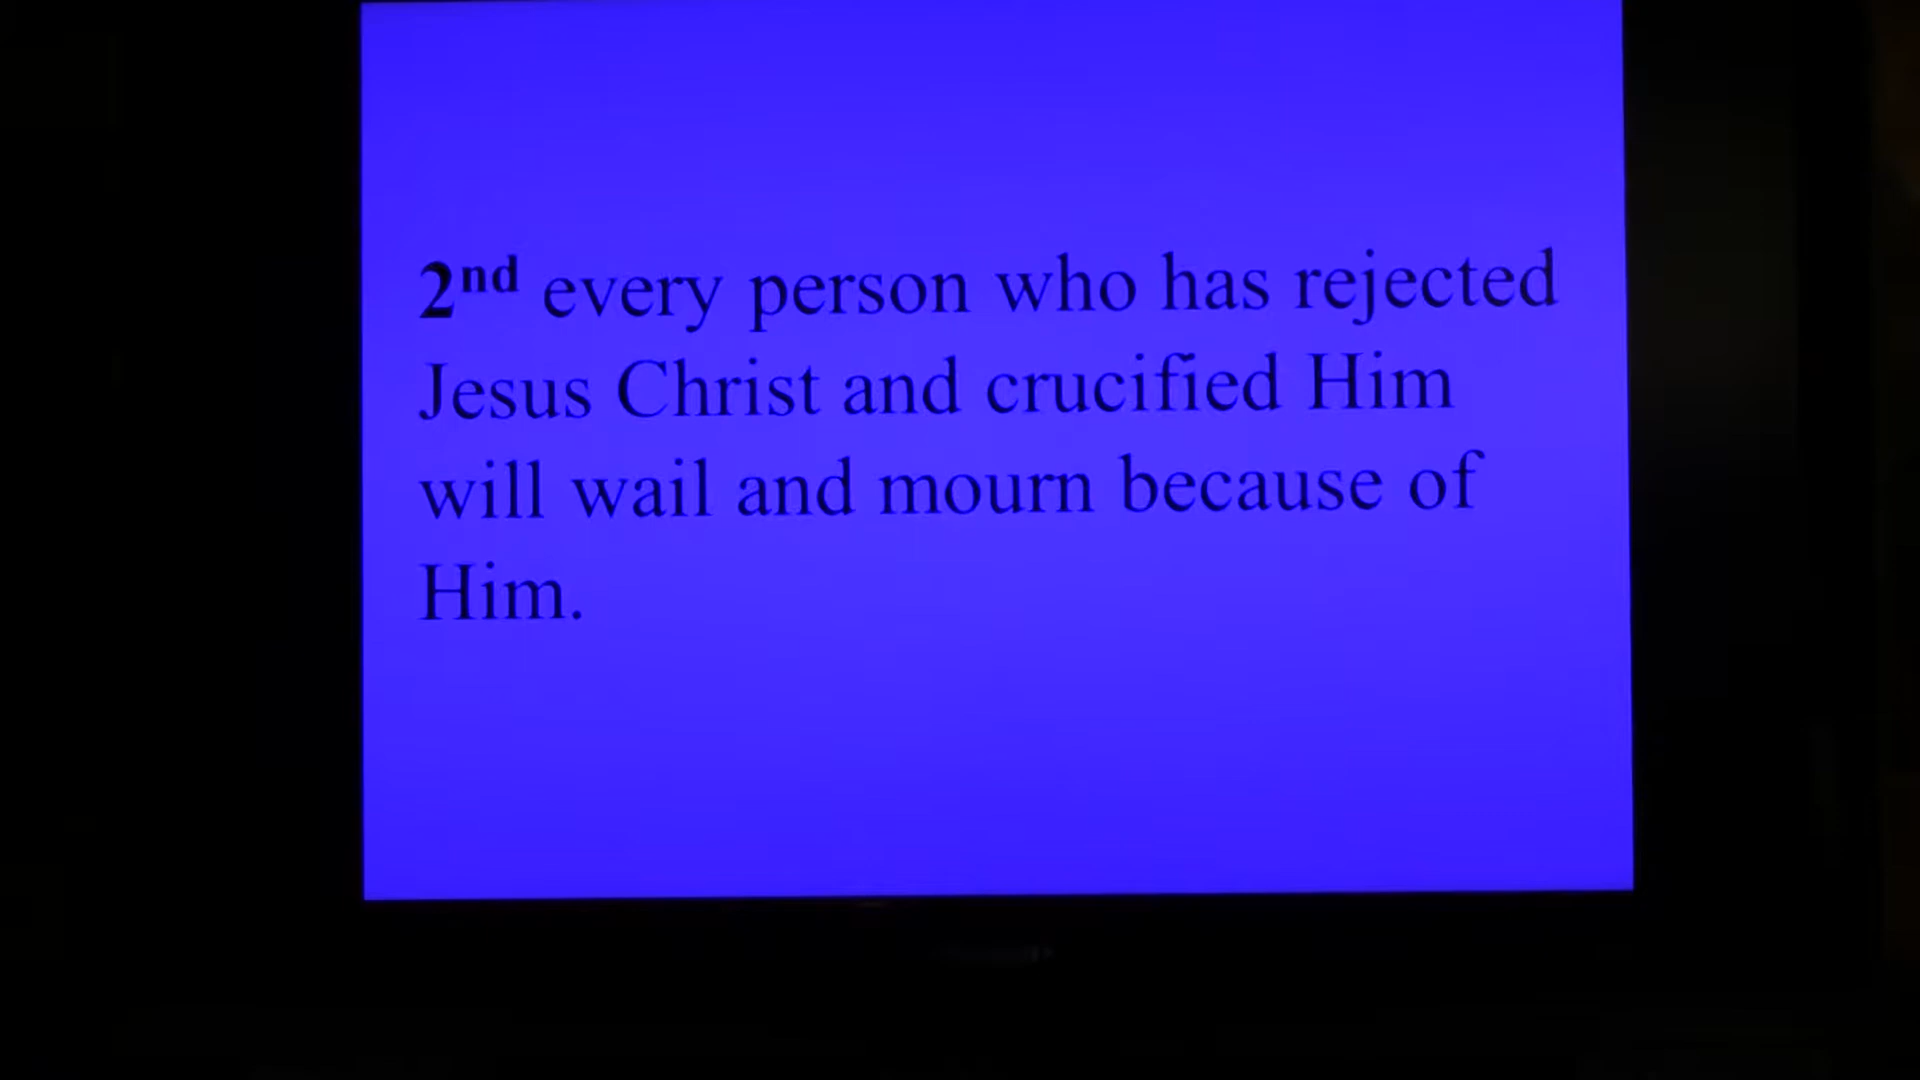 2nd every person who has rejected
Jesus Christ and crucified Him
will wail and mourn because of
Him.